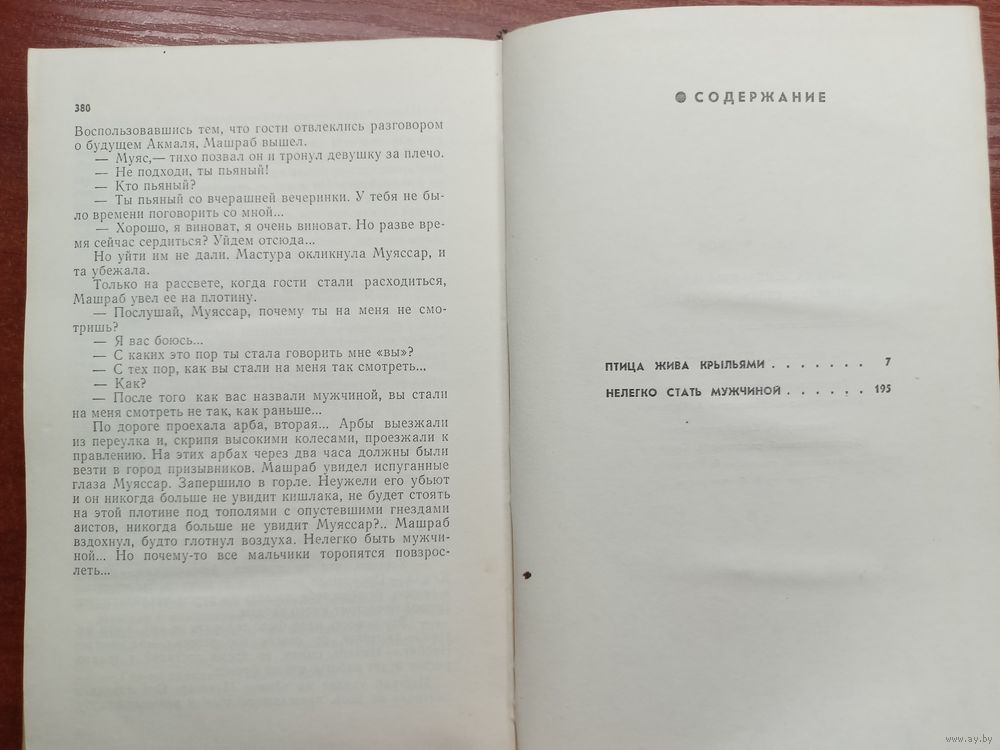 380
Воспользовавшись тем, что гости отвлеклись разговором
о будущем Акмаля, Машраб вышел.
— Муяс,— тихо позвал он и тронул девушку за плечо.
— Не подходи, ты пьяный!
— Кто пьяный?
— Ты пьяный со вчерашней вечеринки. У тебя не бы-
ло времени поговорить со мной...
— Хорошо, я виноват, я очень виноват. Но разве вре-
мя сейчас сердиться? Уйдем отсюда...
Но уйти им не дали. Мастура окликнула Муяссар, и
та убежала.
Только на рассвете, когда гости стали расходиться,
Машраб увел ее на плотину.
— Послушай, Муяссар, почему ты на меня не смо-
тришь?
— Я вас боюсь...
— С каких это пор ты стала говорить мне «вы»?
— С тех пор, как вы стали на меня так смотреть...
— Как?
— После того как вас назвали мужчиной, вы стали
на меня смотреть не так, как раньше...
По дороге проехала арба, вторая... Арбы выезжали
из переулка и, скрипя высокими колесами, проезжали к
правлению. На этих арбах через два часа должны были
везти в город призывников. Машраб увидел испуганные
глаза Муяссар. Запершило в горле. Неужели его убьют
и он никогда больше не увидит кишлака, не будет стоять
на этой плотине под тополями с опустевшими гнездами
аистов, никогда больше не увидит Муяссар?.. Машраб
вздохнул, будто глотнул воздуха. Нелегко быть мужчи-
ной... Но почему-то все мальчики торопятся повзрос-
леть...
СОДЕРЖАНИЕ
ПТИЦА ЖИВА КРЫЛЬЯМИ . . . . . . . 7
НЕЛЕГКО СТАТЬ МУЖЧИНОЙ . . . . . . 195
www.ay.by